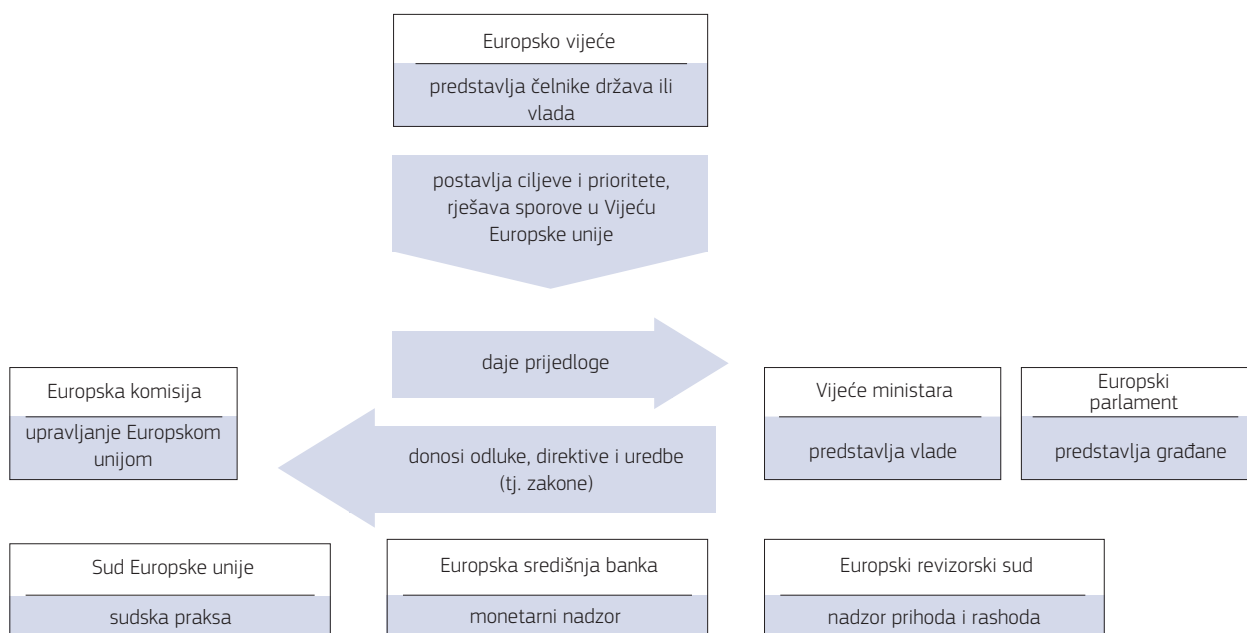 Europsko vijeće
predstavlja čelnike država ili
vlada
postavlja ciljeve i prioritete,
rješava sporove u Vijeću
Europske unije
daje prijedloge
Europska komisija
upravljanje Europskom
unijom
donosi odluke, direktive i uredbe
(tj. zakone)
Vijeće ministara
predstavlja vlade
Europski
parlament
predstavlja građane
Sud Europske unije
sudska praksa
Europska središnja banka
monetarni nadzor
Europski revizorski sud
nadzor prihoda i rashoda